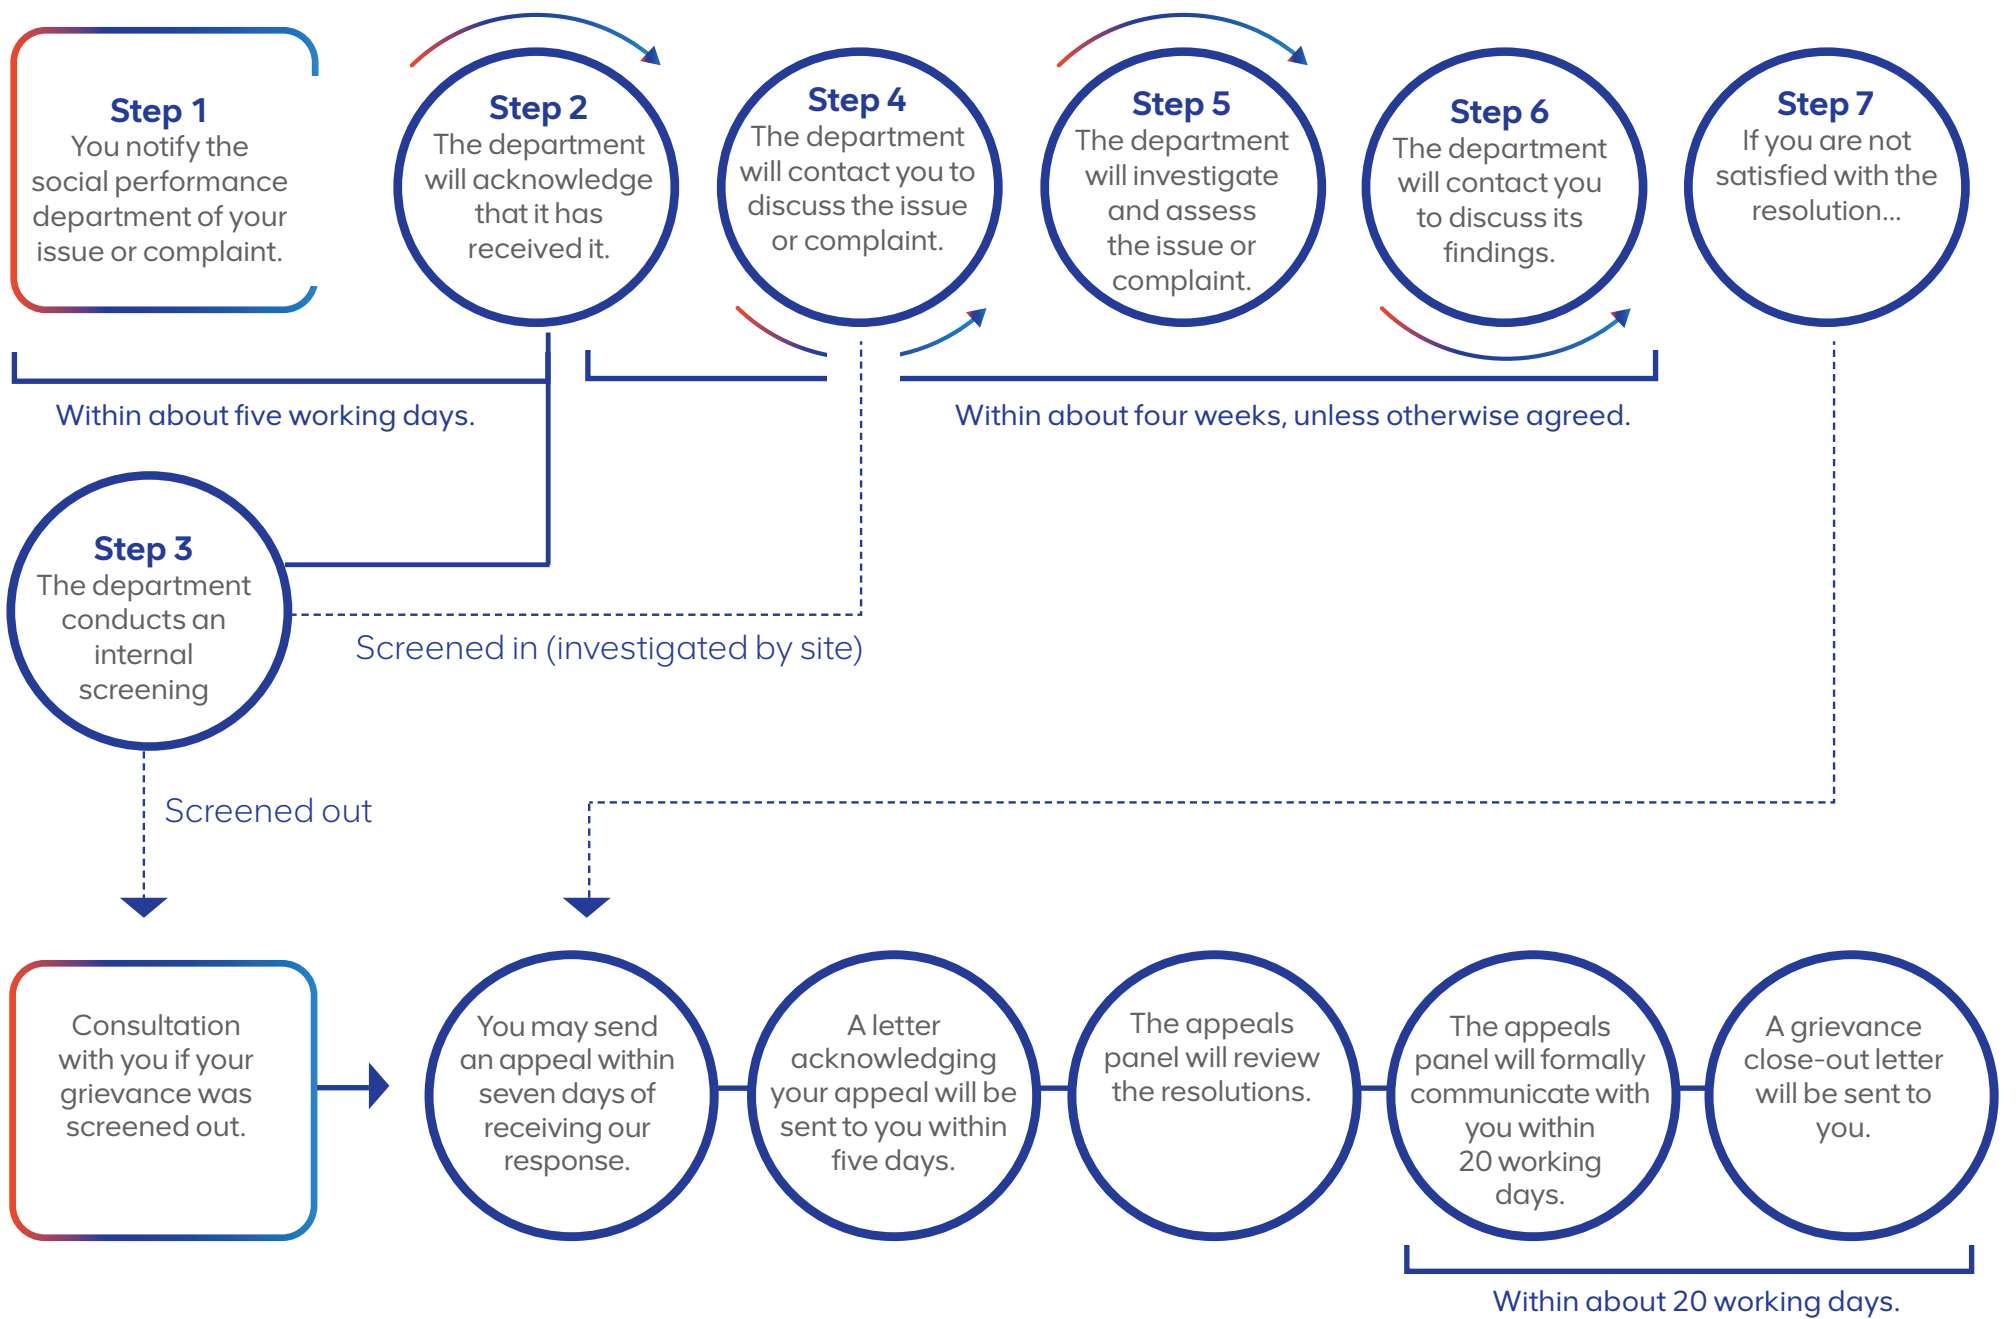 Step 1
You notify the
social performance
department of your
issue or complaint.
Step 2
The department
will acknowledge
that it has
received it.
Step 4
The department
will contact you to
discuss the issue
or complaint.
Step 5
The department
will investigate
and assess
the issue or
complaint.
Step 6
The department
will contact you
to discuss its
findings.
Step 7
If you are not
satisfied with the
resolution...
Within about five working days.
Within about four weeks, unless otherwise agreed.
Step 3
The department
conducts an
internal
screening
Screened in (investigated by site)
Screened out
Consultation
with you if your
grievance was
screened out.
You may send
an appeal within
seven days of
receiving our
response.
A letter
acknowledging
your appeal will be
sent to you within
five days.
The appeals
panel will review
the resolutions.
The appeals
panel will formally
communicate with
you within
20 working
days.
A grievance
close-out letter
will be sent to
you.
Within about 20 working days.